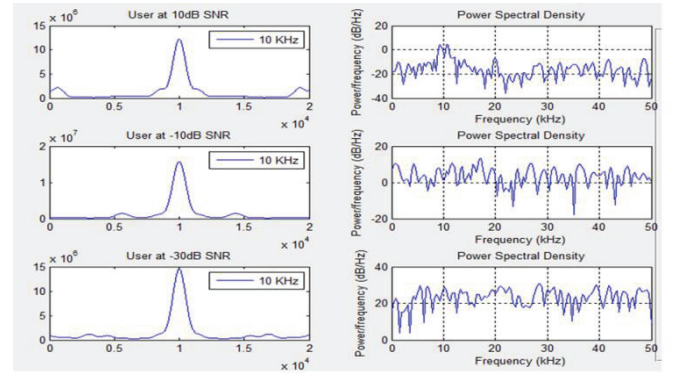 User at 10dB SNR
15 x 10^6
10
5
0
10 KHz
0 0.5 1 1.5 2
x 10^4
Power Spectral Density
Power/frequency (dB/Hz)
20
0
-20
-40
0 10 20 30 40 50
Frequency (kHz)
User at -10dB SNR
2 x 10^7
1
0
10 KHz
0 0.5 1 1.5 2
x 10^4
Power Spectral Density
Power/frequency (dB/Hz)
20
0
-20
0 10 20 30 40 50
Frequency (kHz)
User at -30dB SNR
15 x 10^6
10
5
0
10 KHz
0 0.5 1 1.5 2
x 10^4
Power Spectral Density
Power/frequency (dB/Hz)
40
20
0
0 10 20 30 40 50
Frequency (kHz)